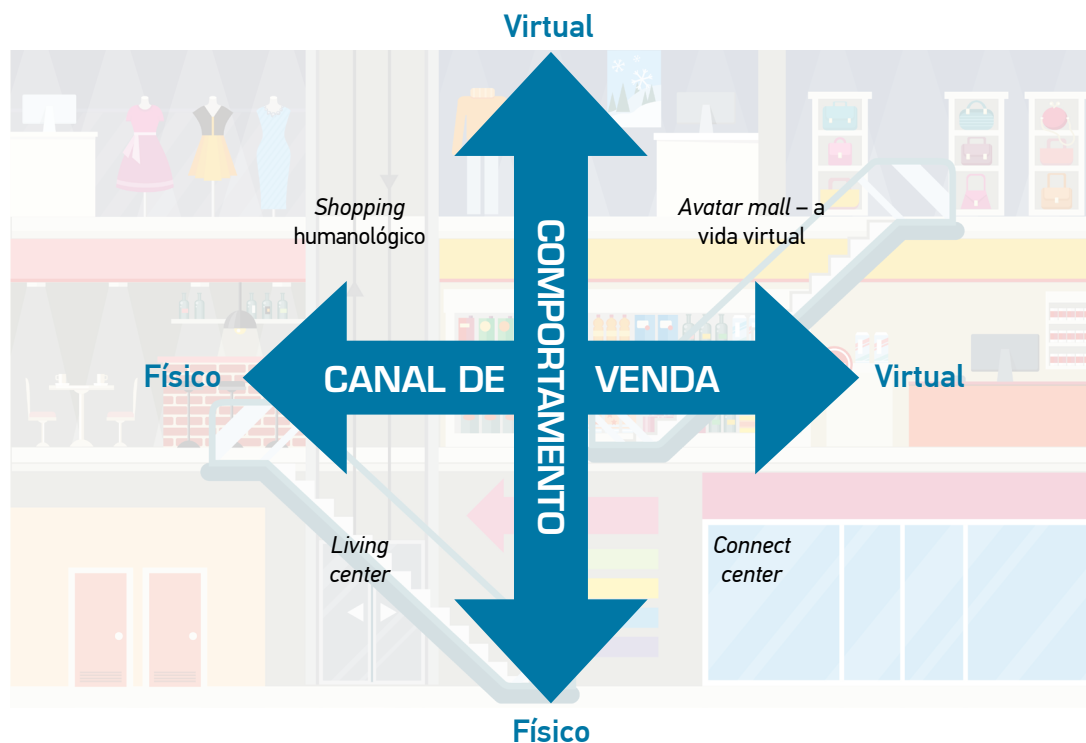 Virtual
Shopping
humanológico
Avatar mall – a
vida virtual
COMPORTAMENTO
Físico
CANAL DE
VENDA
Virtual
Living
center
Connect
center
Físico